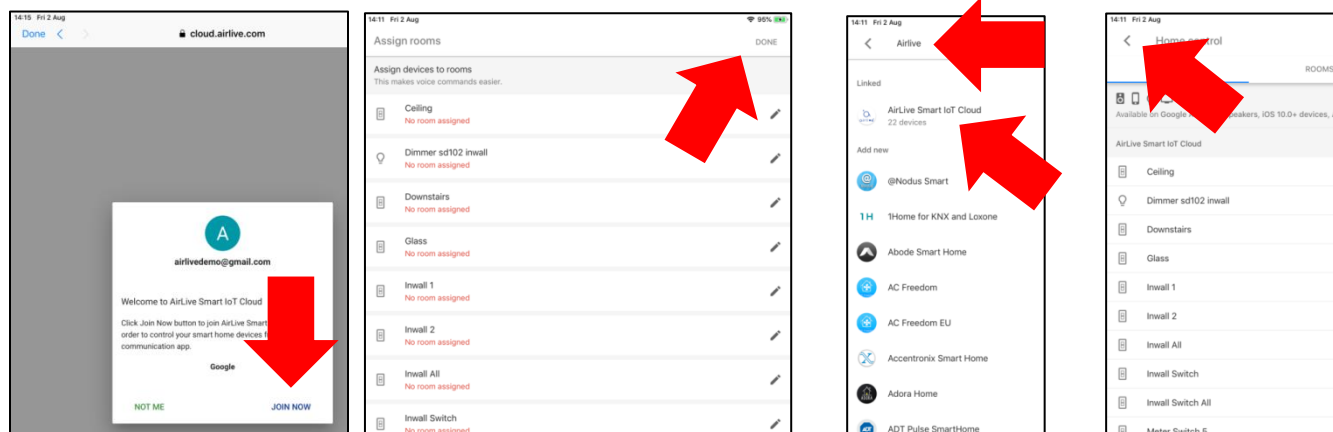 14:15 Fri 2 Aug
Done
cloud.airlive.com
A
airlivedemo@gmail.com
Welcome to AirLive Smart IoT Cloud
Click Join Now button to join AirLive Smart
order to control your smart home devices
communication app.
Google
NOT ME
JOIN NOW
14:11 Fri 2 Aug
95%
Assign rooms
DONE
Assign devices to rooms
This makes voice commands easier.
Ceiling
No room assigned
Dimmer sd102 inwall
No room assigned
Downstairs
No room assigned
Glass
No room assigned
Inwall 1
No room assigned
Inwall 2
No room assigned
Inwall All
No room assigned
Inwall Switch
No room assigned
14:11 Fri 2 Aug
Airlive
Linked
AirLive Smart IoT Cloud
22 devices
Add new
@Nodus Smart
1H 1Home for KNX and Loxone
Abode Smart Home
AC Freedom
AC Freedom EU
Accentronix Smart Home
Adora Home
ADT Pulse SmartHome
14:11 Fri 2 Aug
Home control
ROOMS
Available on Google speakers, iOS 10.0+ devices,
AirLive Smart IoT Cloud
Ceiling
Dimmer sd102 inwall
Downstairs
Glass
Inwall 1
Inwall 2
Inwall All
Inwall Switch
Inwall Switch All
Meter Switch 5